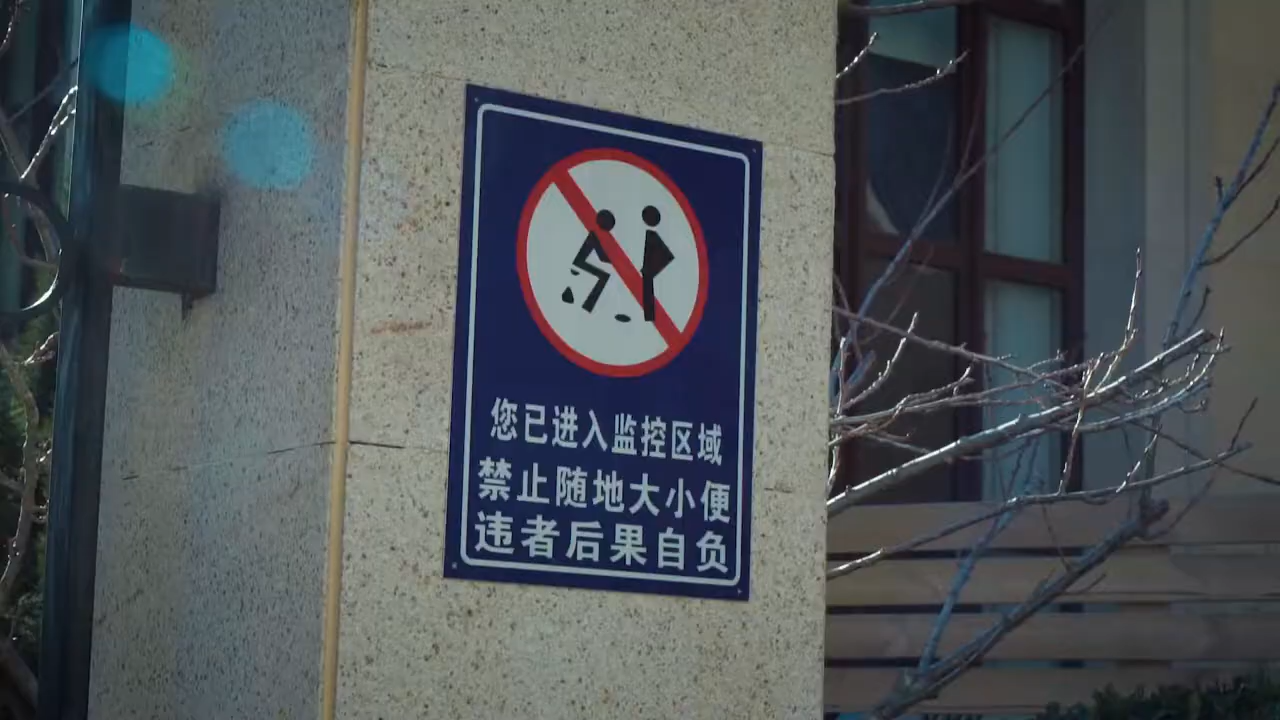 您已进入监控区域
禁止随地大小便
违者后果自负